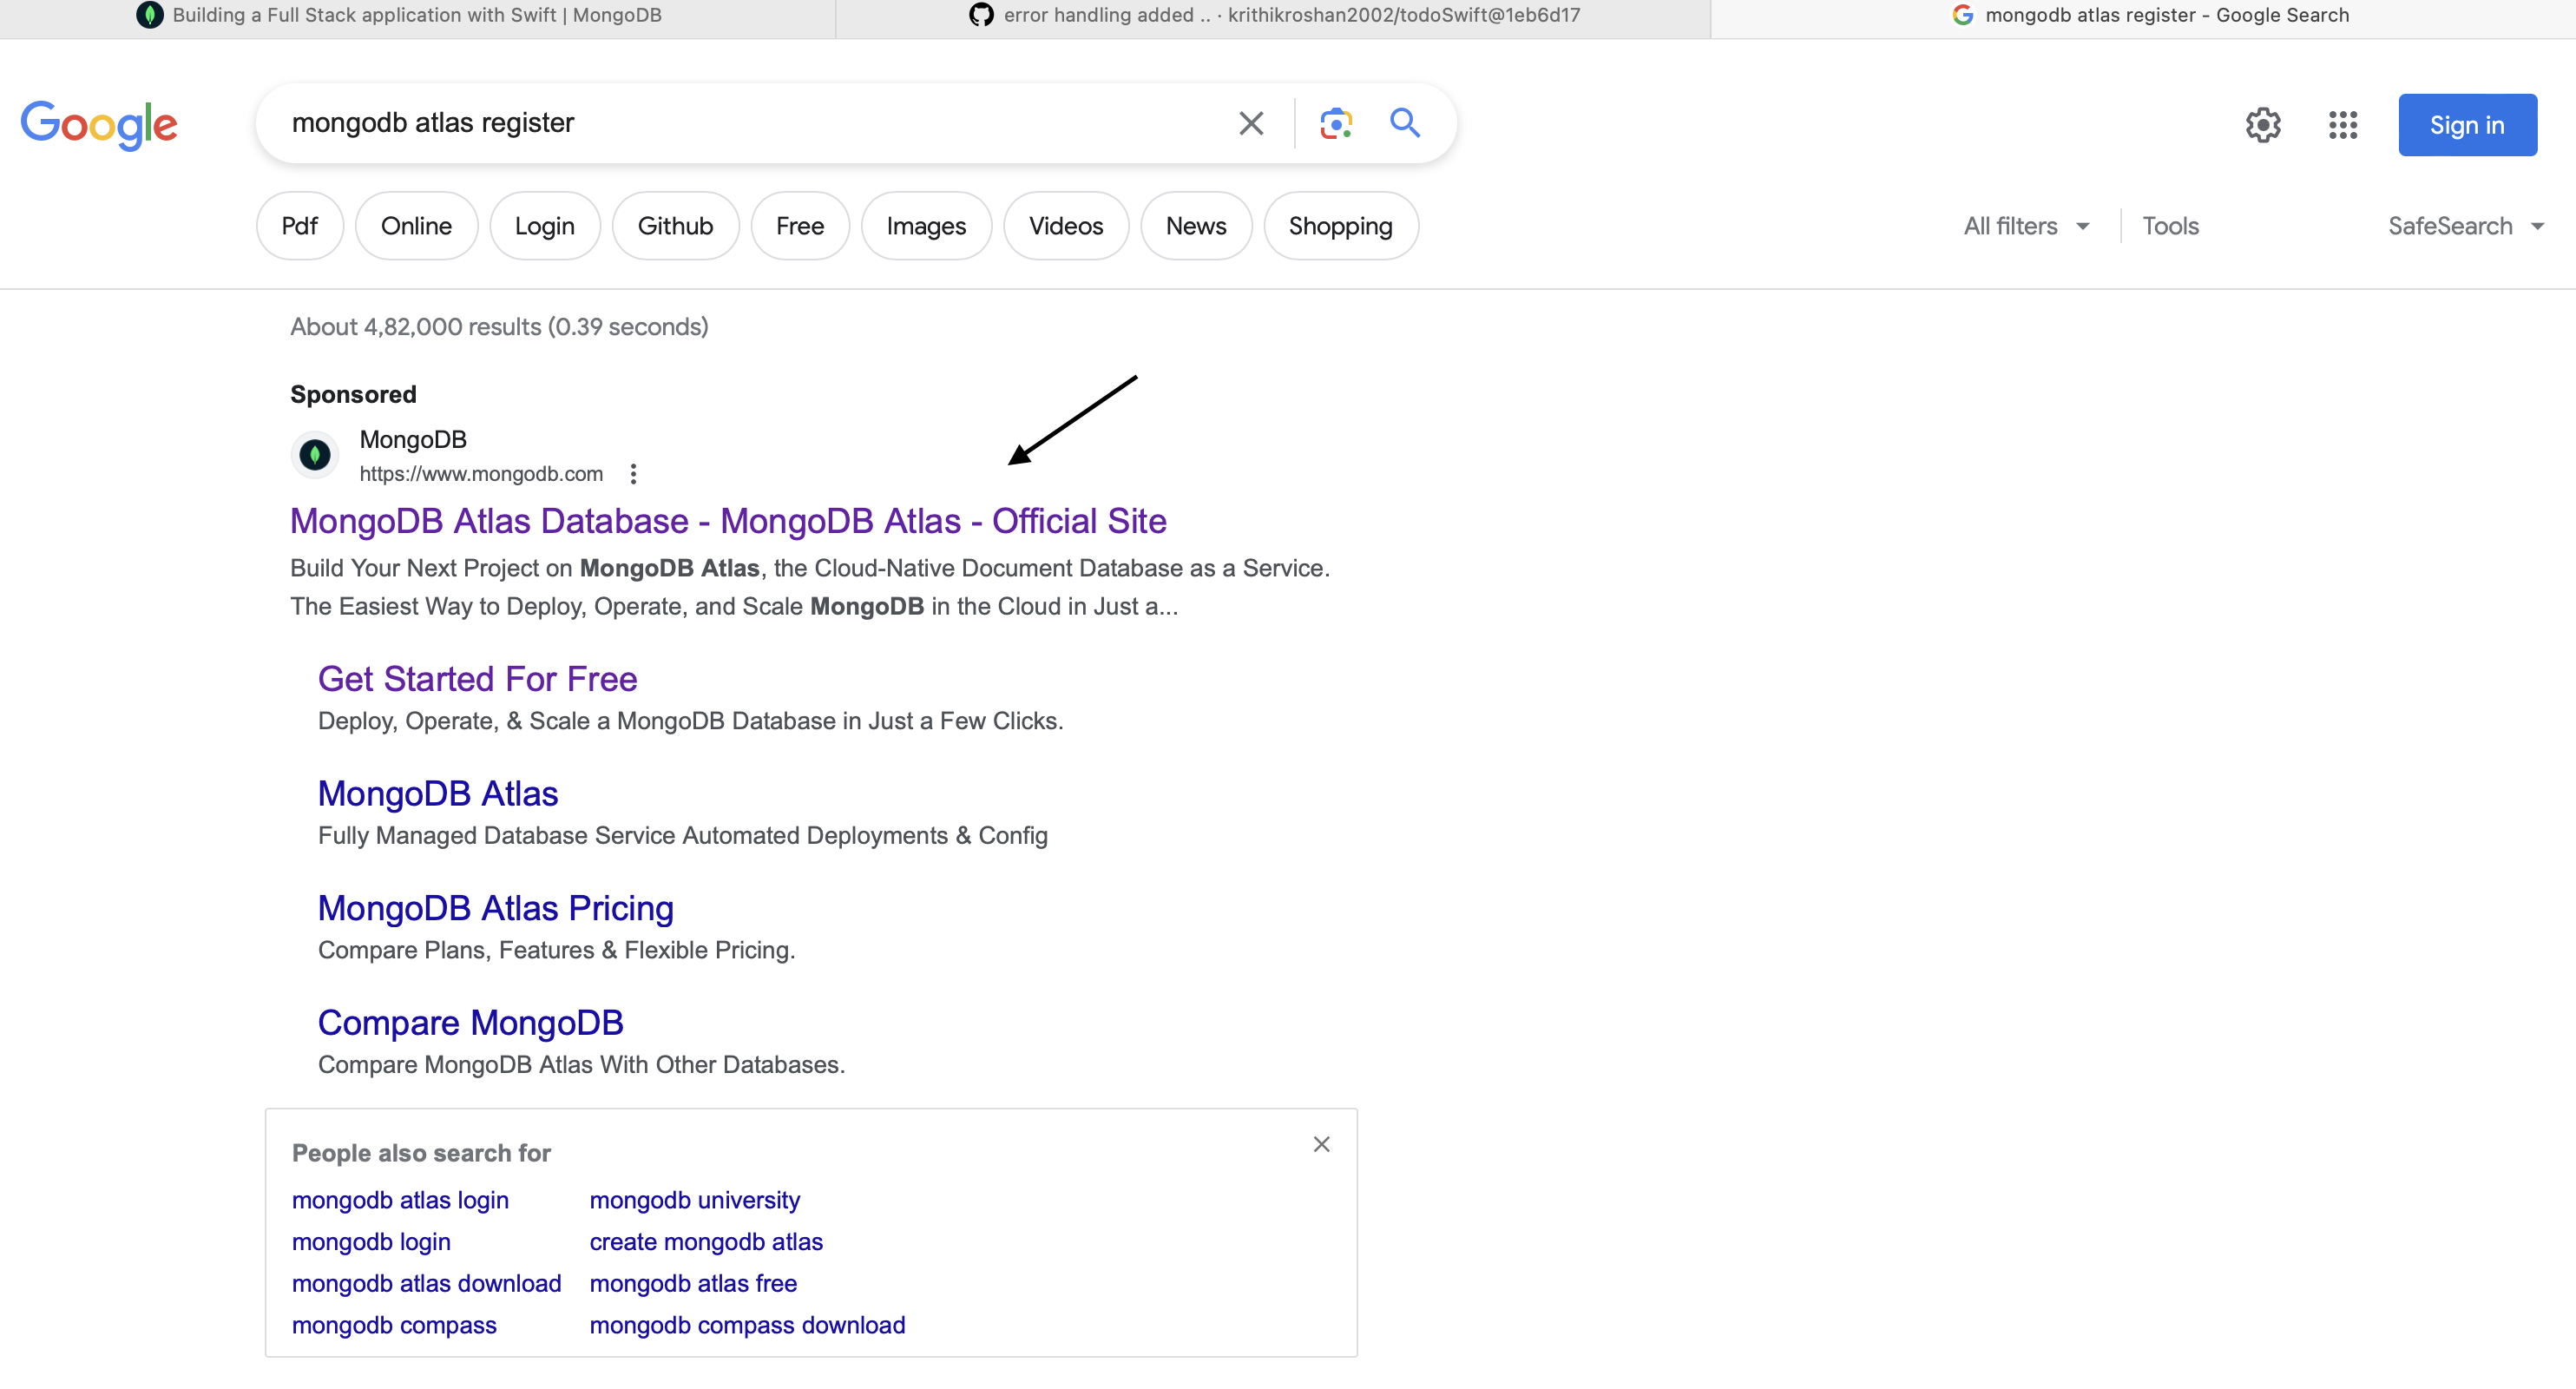 Building a Full Stack application with Swift | MongoDB
error handling added .. · krithikroshan2002/todoSwift@1eb6d17
mongodb atlas register - Google Search
Google
mongodb atlas register
Sign in
Pdf
Online
Login
Github
Free
Images
Videos
News
Shopping
All filters
Tools
SafeSearch
About 4,82,000 results (0.39 seconds)
Sponsored
MongoDB
https://www.mongodb.com
MongoDB Atlas Database - MongoDB Atlas - Official Site
Build Your Next Project on MongoDB Atlas, the Cloud-Native Document Database as a Service.
The Easiest Way to Deploy, Operate, and Scale MongoDB in the Cloud in Just a...
Get Started For Free
Deploy, Operate, & Scale a MongoDB Database in Just a Few Clicks.
MongoDB Atlas
Fully Managed Database Service Automated Deployments & Config
MongoDB Atlas Pricing
Compare Plans, Features & Flexible Pricing.
Compare MongoDB
Compare MongoDB Atlas With Other Databases.
People also search for
mongodb atlas login
mongodb university
mongodb login
create mongodb atlas
mongodb atlas download
mongodb atlas free
mongodb compass
mongodb compass download